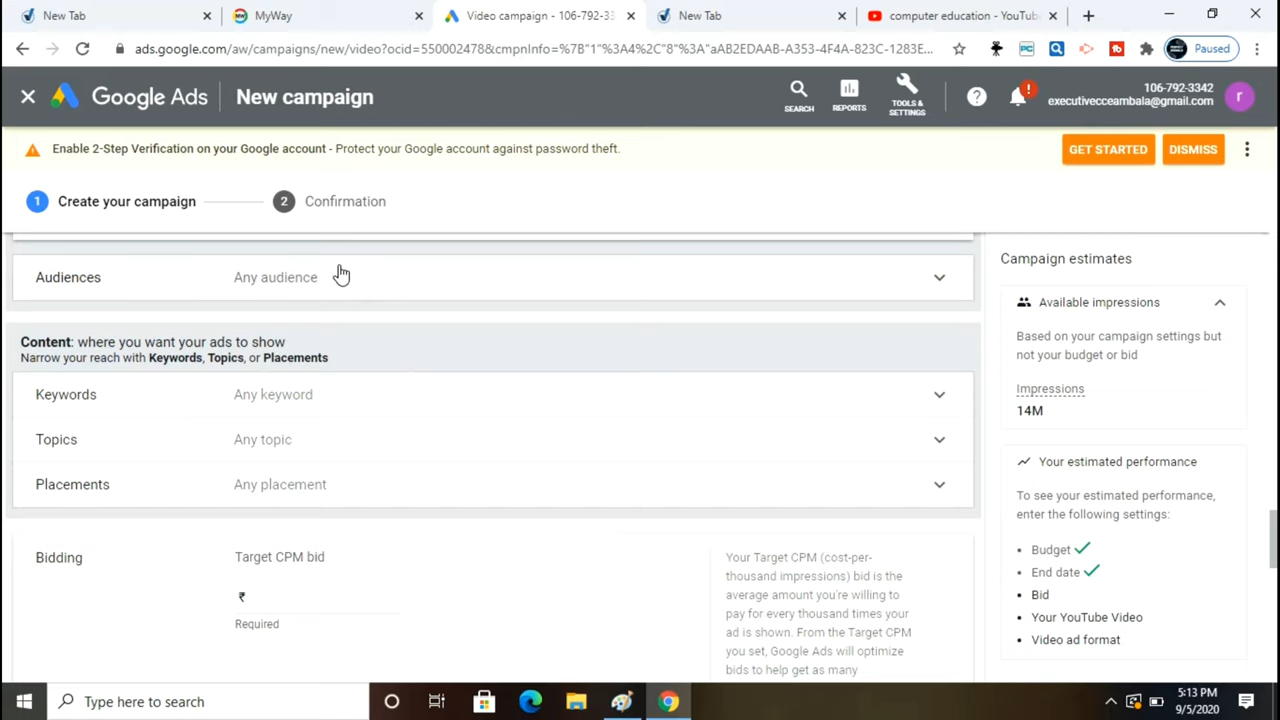 New Tab
MyWay
Video campaign - 106-792-33
New Tab
computer education - YouTube
ads.google.com/aw/campaigns/new/video?ocid=550002478&cmpnInfo=%7B"1"%3A4%2C"8"%3A"aAB2EDAAB-A353-4F4A-823C-1283E...
Paused
Google Ads
New campaign
SEARCH
REPORTS
TOOLS & SETTINGS
106-792-3342
executivecceambala@gmail.com
r
Enable 2-Step Verification on your Google account - Protect your Google account against password theft.
GET STARTED
DISMISS
1 Create your campaign
2 Confirmation
Audiences Any audience
Content: where you want your ads to show
Narrow your reach with Keywords, Topics, or Placements
Keywords Any keyword
Topics Any topic
Placements Any placement
Bidding
Target CPM bid
₹
Required
Your Target CPM (cost-per-
thousand impressions) bid is the
average amount you're willing to
pay for every thousand times your
ad is shown. From the Target CPM
you set, Google Ads will optimize
bids to help get as many
Campaign estimates
Available impressions
Based on your campaign settings but
not your budget or bid
Impressions
14M
Your estimated performance
To see your estimated performance,
enter the following settings:
• Budget
• End date
• Bid
• Your YouTube Video
• Video ad format
Type here to search
5:13 PM
9/5/2020